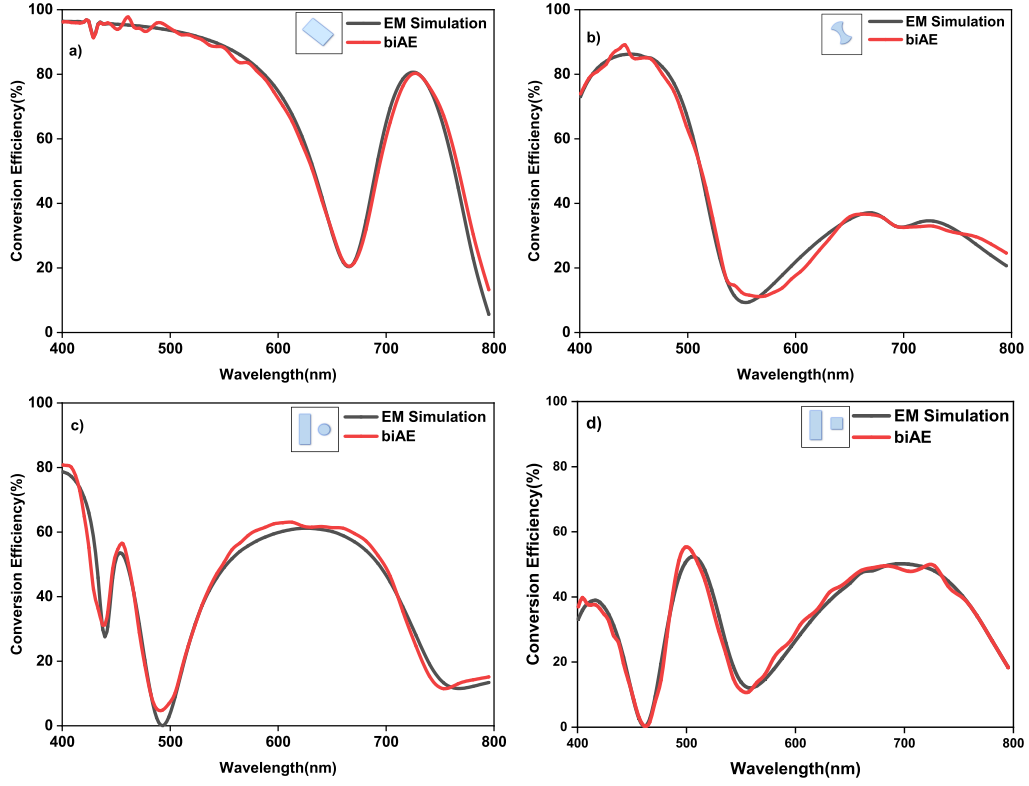 a)
EM Simulation
biAE
Conversion Efficiency(%)
100
80
60
40
20
0
400 500 600 700 800
Wavelength(nm)
b)
EM Simulation
biAE
Conversion Efficiency(%)
100
80
60
40
20
0
400 500 600 700 800
Wavelength(nm)
c)
EM Simulation
biAE
Conversion Efficiency(%)
100
80
60
40
20
0
400 500 600 700 800
Wavelength(nm)
d)
EM Simulation
biAE
Conversion Efficiency(%)
100
80
60
40
20
0
400 500 600 700 800
Wavelength(nm)